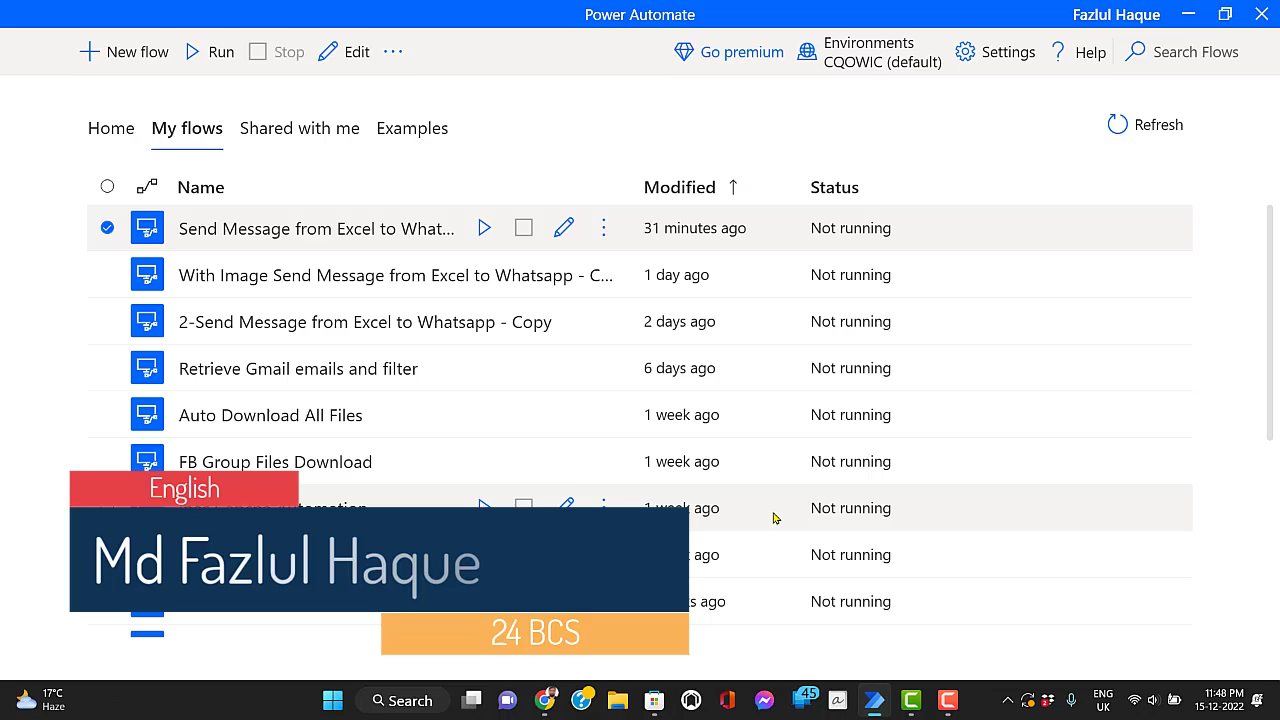 Power Automate
Fazlul Haque
New flow Run Stop Edit
Go premium
Environments
CQOWIC (default)
Settings ? Help Search Flows
Home My flows Shared with me Examples
Refresh
Name Modified ↑ Status
Send Message from Excel to What... 31 minutes ago Not running
With Image Send Message from Excel to Whatsapp - C... 1 day ago Not running
2-Send Message from Excel to Whatsapp - Copy 2 days ago Not running
Retrieve Gmail emails and filter 6 days ago Not running
Auto Download All Files 1 week ago Not running
FB Group Files Download 1 week ago Not running
English
1 week ago Not running
Md Fazlul Haque
ago Not running
ago Not running
24 BCS
17°C
Haze
Search
45
ENG
UK
11:48 PM
15-12-2022